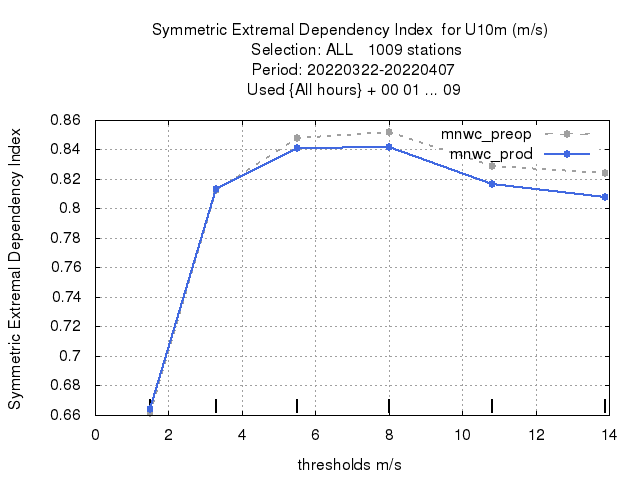 Symmetric Extremal Dependency Index  for U10m (m/s)
Selection: ALL   1009 stations
Period: 20220322-20220407
Used {All hours} + 00 01 ... 09
Symmetric Extremal Dependency Index
0.86
0.84
0.82
0.8
0.78
0.76
0.74
0.72
0.7
0.68
0.66
mnwc_preop
mnwc_prod
0 2 4 6 8 10 12 14
thresholds m/s